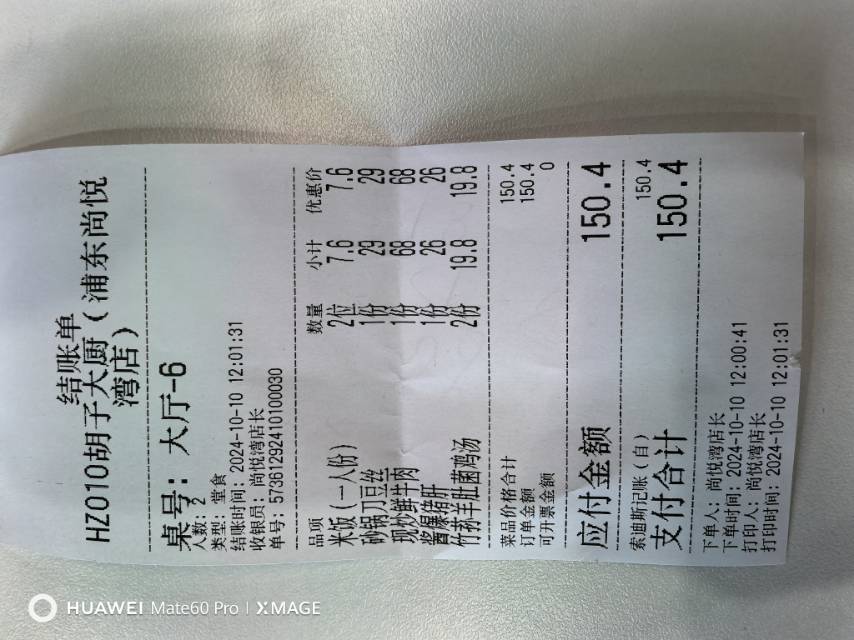 结账单
HZ010胡子大厨（浦东尚悦
湾店）
桌号：大厅-6
人数：2
类型：堂食
结账时间：2024-10-10 12:01:31
收银员：尚悦湾店长
单号：573612924101000030
品项 数量 小计 优惠价
米饭（一人份） 2位 7.6 7.6
砂锅刀豆丝 1份 29 29
现炒鲜牛肉 1份 68 68
酱爆猪肝 1份 26 26
竹荪羊肚菌鸡汤 2份 19.8 19.8
菜品价格合计 150.4
订单金额 150.4
可开票金额 0
应付金额 150.4
索迪斯记账（自） 150.4
支付合计 150.4
下单人：尚悦湾店长
下单时间：2024-10-10 12:00:41
打印人：尚悦湾店长
打印时间：2024-10-10 12:01:31
HUAWEI Mate60 Pro | XMAGE